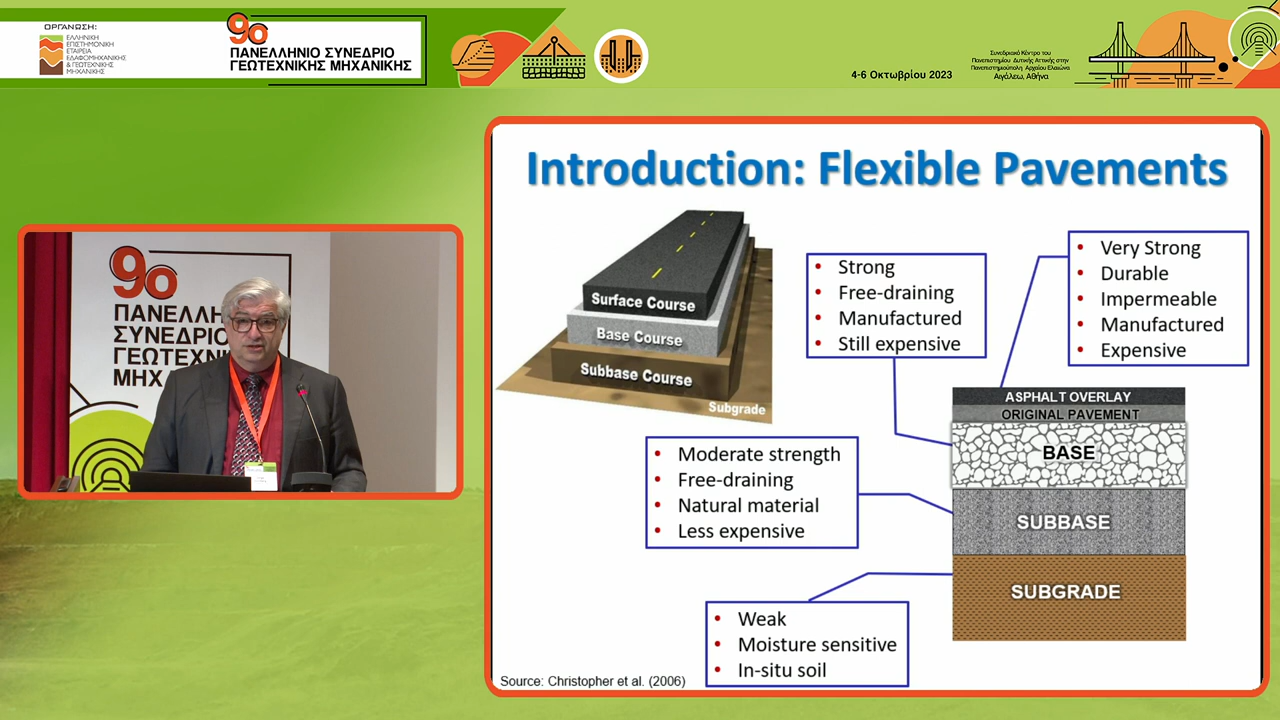 ΟΡΓΑΝΩΣΗ:
ΕΛΛΗΝΙΚΗ
ΕΠΙΣΤΗΜΟΝΙΚΗ
ΕΤΑΙΡΕΙΑ
ΕΔΑΦΟΜΗΧΑΝΙΚΗΣ
& ΓΕΩΤΕΧΝΙΚΗΣ
ΜΗΧΑΝΙΚΗΣ
9ο
ΠΑΝΕΛΛΗΝΙΟ ΣΥΝΕΔΡΙΟ
ΓΕΩΤΕΧΝΙΚΗΣ ΜΗΧΑΝΙΚΗΣ
4-6 Οκτωβρίου 2023
Συνεδριακό Κέντρο του
Πανεπιστημίου Δυτικής Αττικής στην
Πανεπιστημιούπολη Αρχαίου Ελαιώνα
Αιγάλεω, Αθήνα
9ο
ΠΑΝΕΛΛΗ
ΣΥΝΕΔΡΙΟ
ΓΕΩΤΕΧΝΙ
ΜΗΧ
Introduction: Flexible Pavements
Surface Course
Base Course
Subbase Course
Subgrade
• Strong
• Free-draining
• Manufactured
• Still expensive
• Very Strong
• Durable
• Impermeable
• Manufactured
• Expensive
ASPHALT OVERLAY
ORIGINAL PAVEMENT
BASE
SUBBASE
SUBGRADE
• Moderate strength
• Free-draining
• Natural material
• Less expensive
• Weak
• Moisture sensitive
• In-situ soil
Source: Christopher et al. (2006)